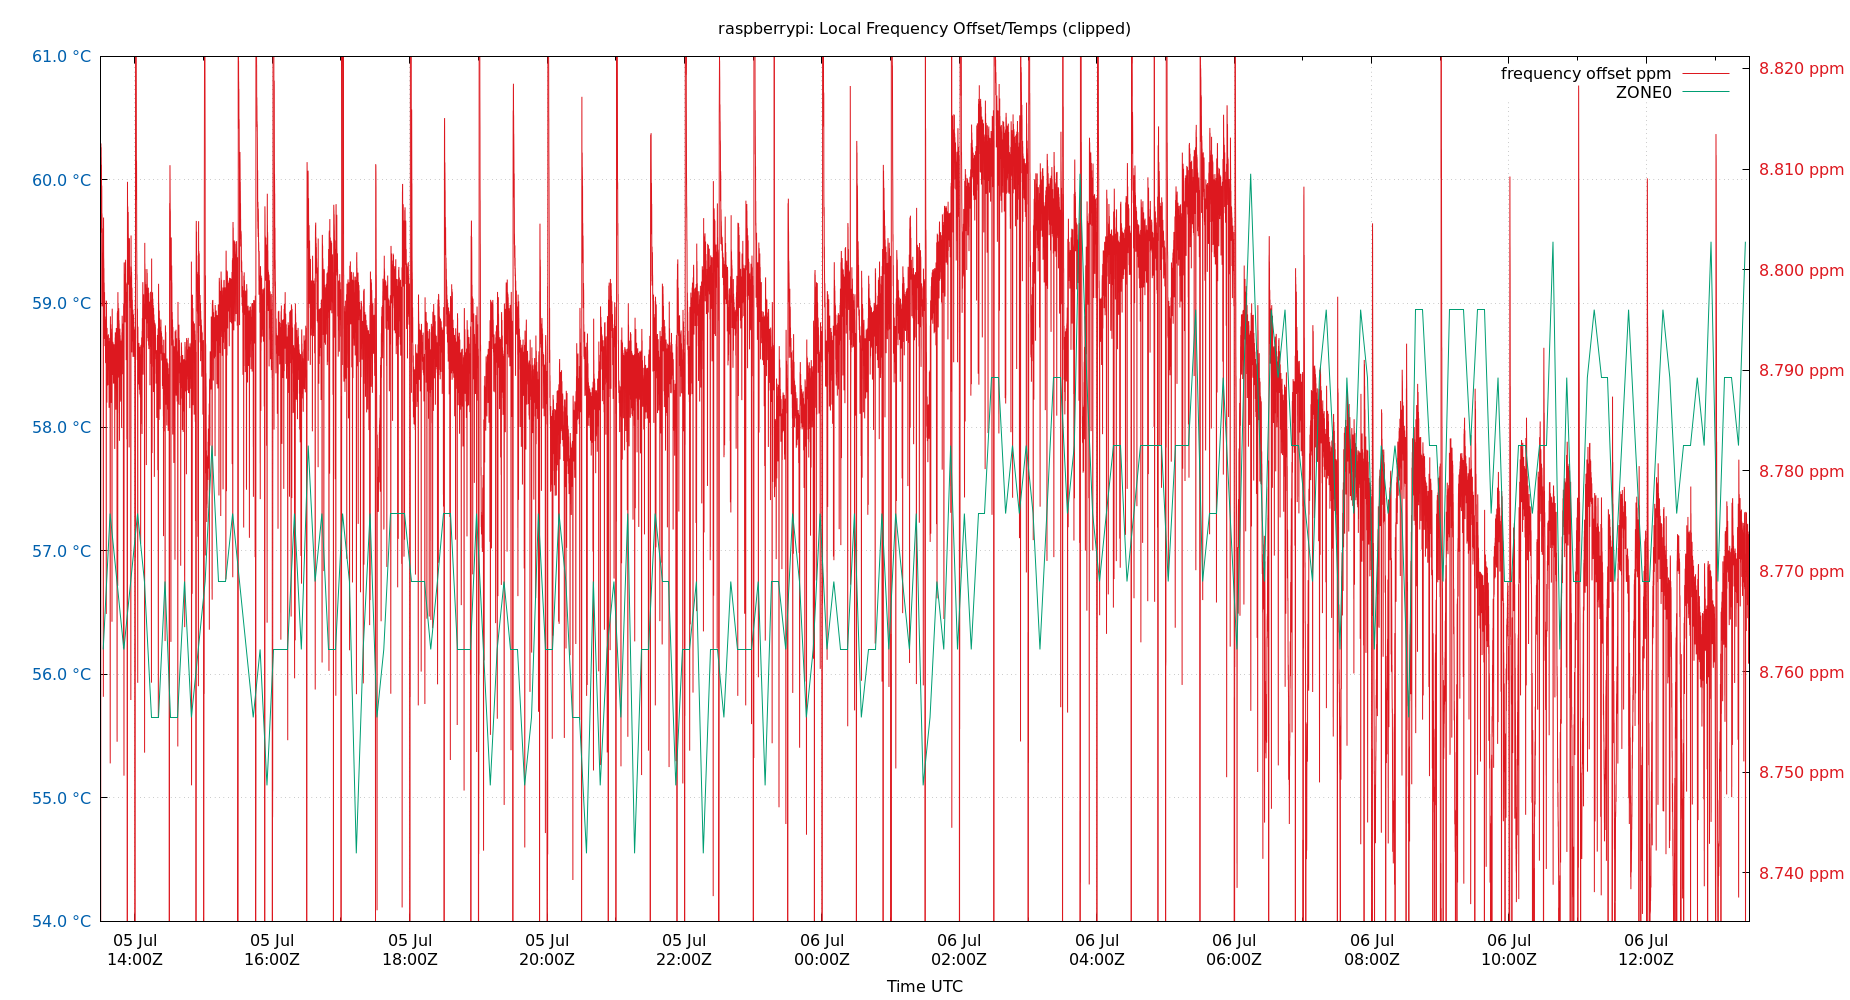 raspberrypi: Local Frequency Offset/Temps (clipped)
61.0 °C
60.0 °C
59.0 °C
58.0 °C
57.0 °C
56.0 °C
55.0 °C
54.0 °C
frequency offset ppm
ZONE0
8.820 ppm
8.810 ppm
8.800 ppm
8.790 ppm
8.780 ppm
8.770 ppm
8.760 ppm
8.750 ppm
8.740 ppm
05 Jul 05 Jul 05 Jul 05 Jul 05 Jul 06 Jul 06 Jul 06 Jul 06 Jul 06 Jul 06 Jul 06 Jul
14:00Z 16:00Z 18:00Z 20:00Z 22:00Z 00:00Z 02:00Z 04:00Z 06:00Z 08:00Z 10:00Z 12:00Z
Time UTC